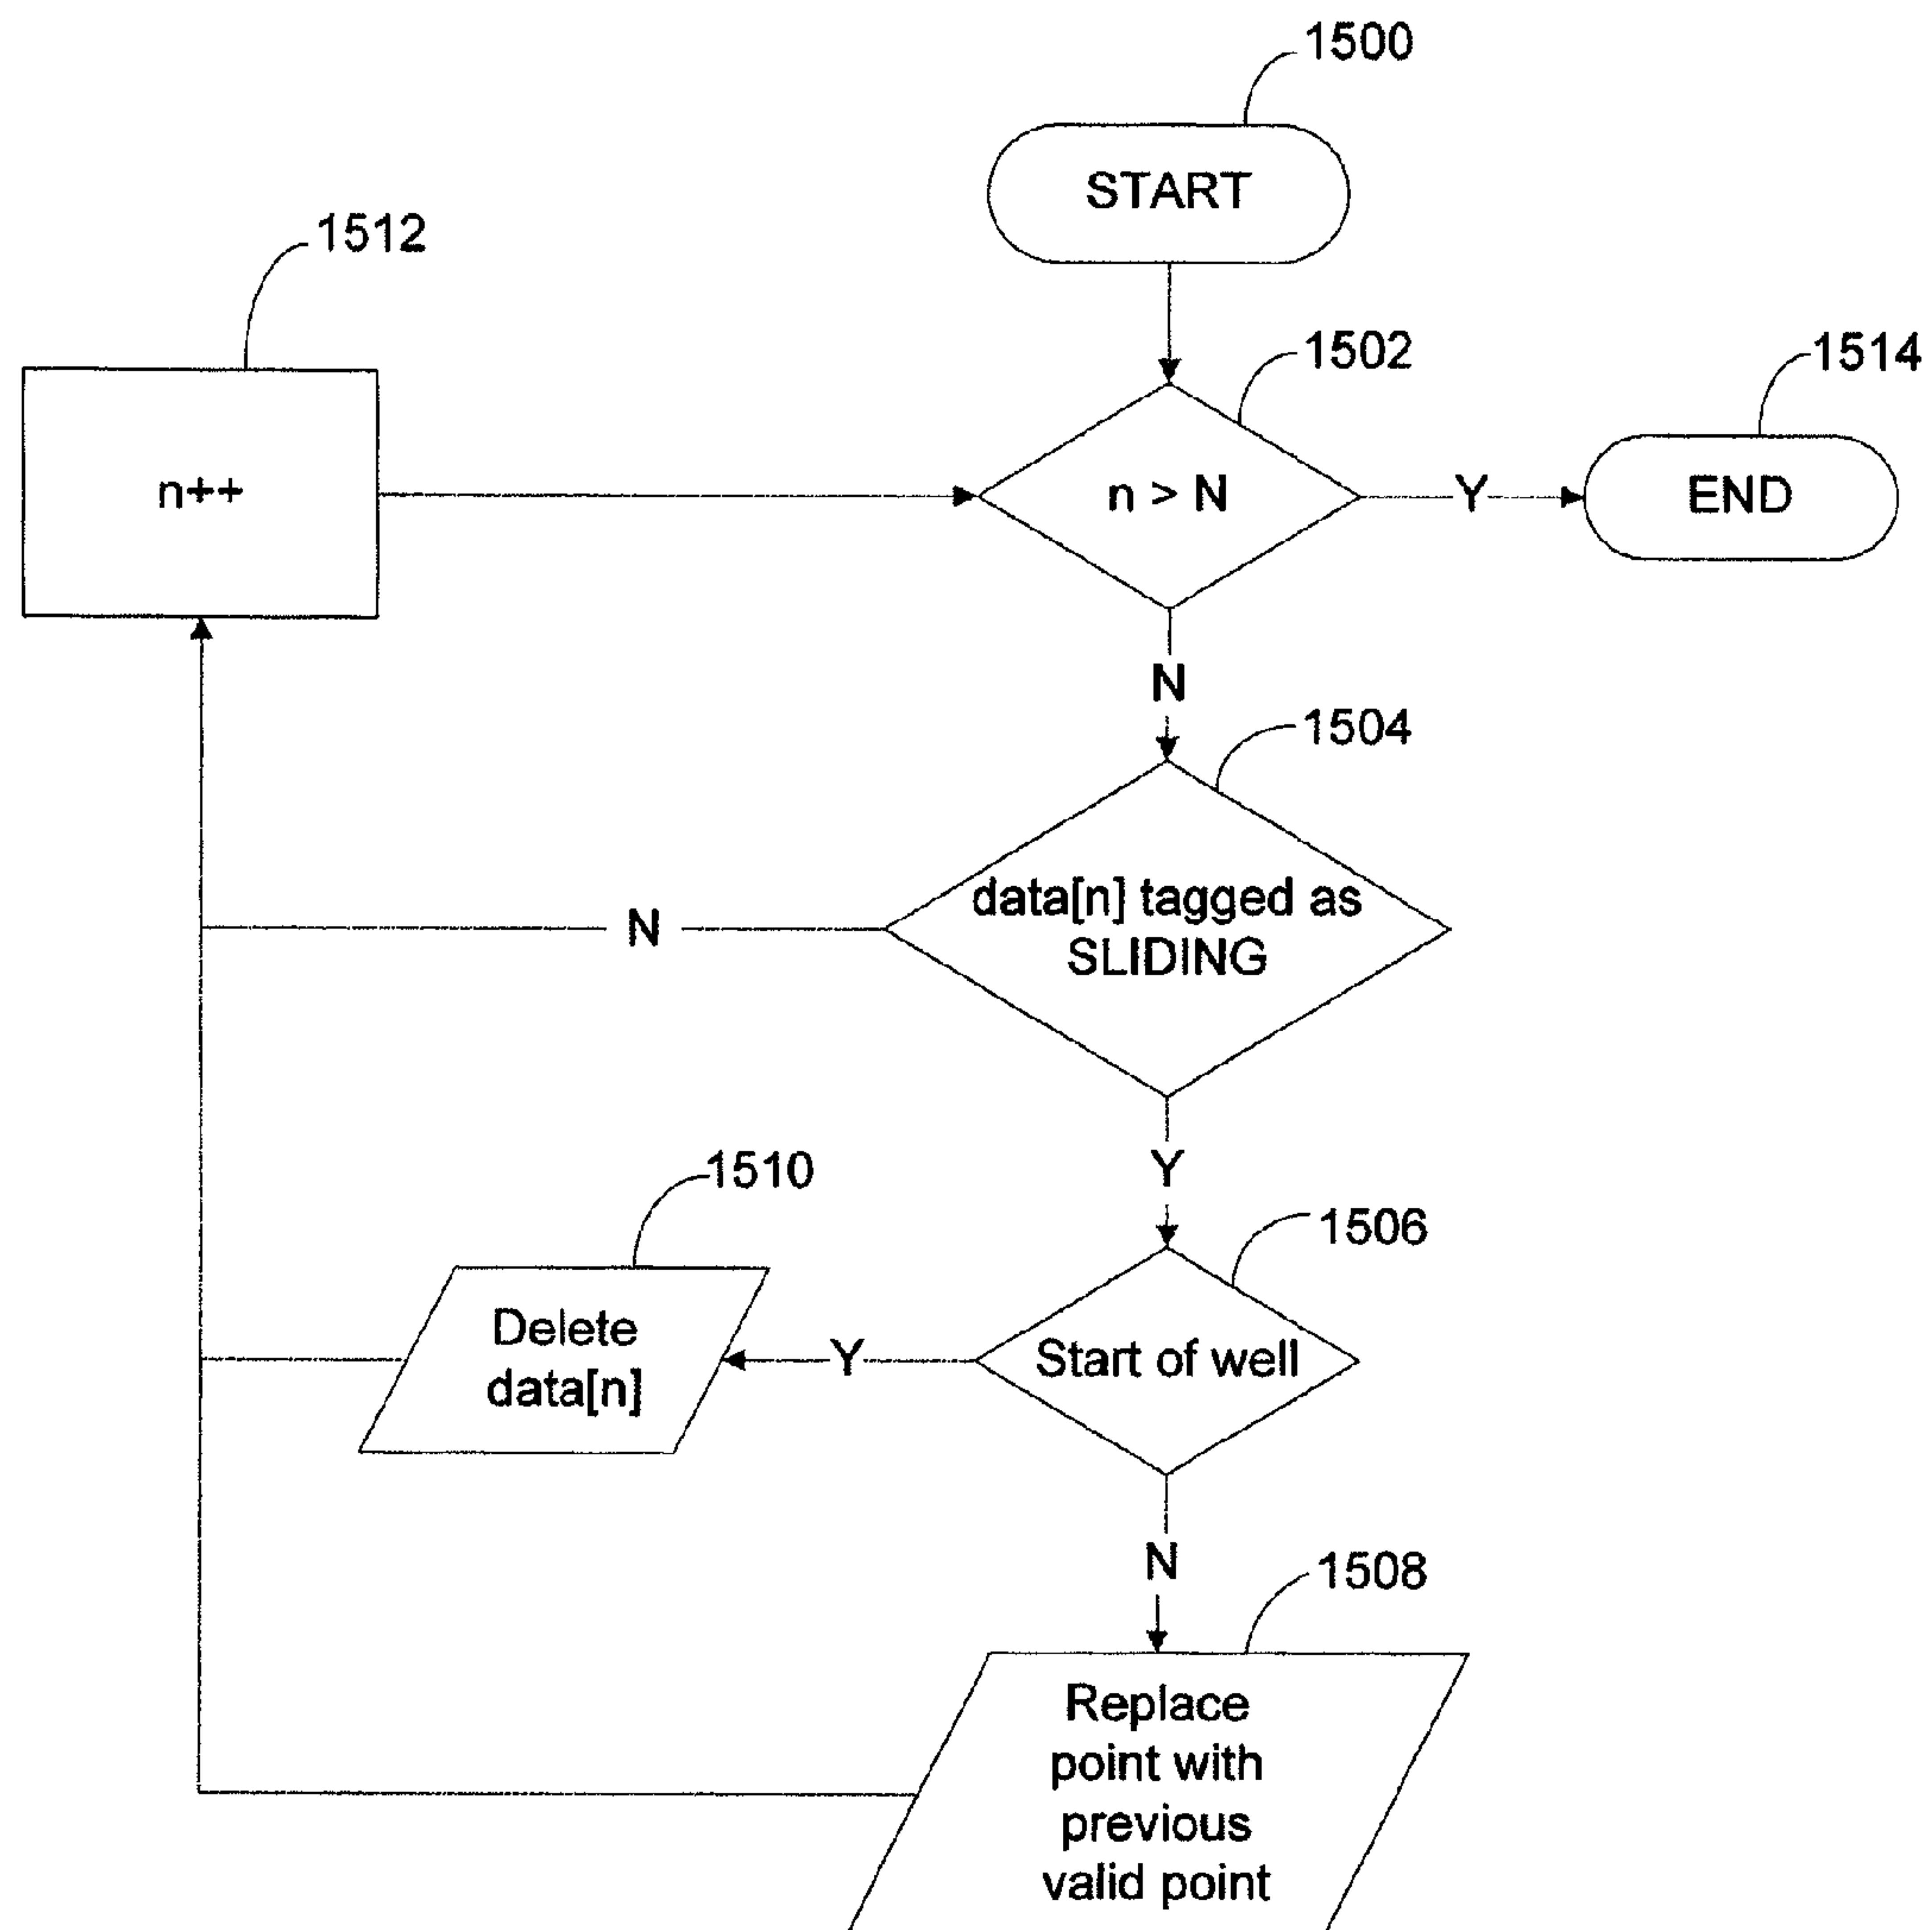 1500
START
1512
1502
1514
n++
n > N
Y
END
N
1504
data[n] tagged as
SLIDING
N
Y
1510
1506
Delete
data[n]
Y
Start of well
N
1508
Replace
point with
previous
valid point